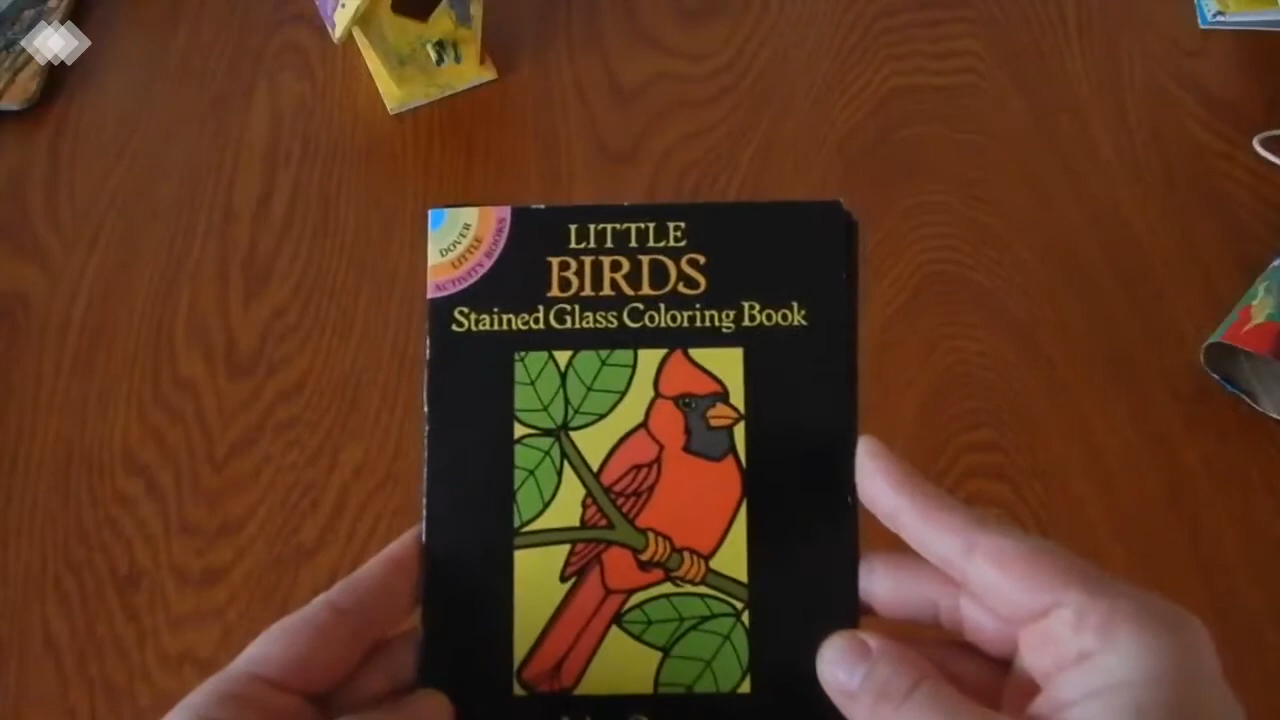 DOVER
LITTLE
ACTIVITY BOOKS
LITTLE
BIRDS
Stained Glass Coloring Book